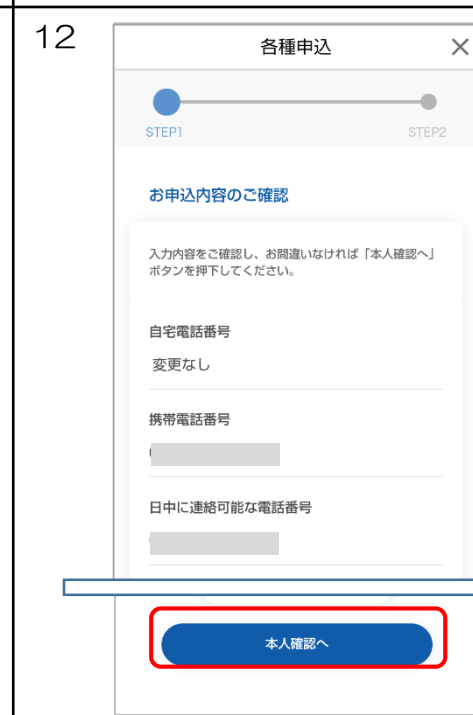 12
各種申込 ×
STEP1 STEP2
お申込内容のご確認
入力内容をご確認し、お間違いなければ「本人確認へ」
ボタンを押下してください。
自宅電話番号
変更なし
携帯電話番号
日中に連絡可能な電話番号
本人確認へ